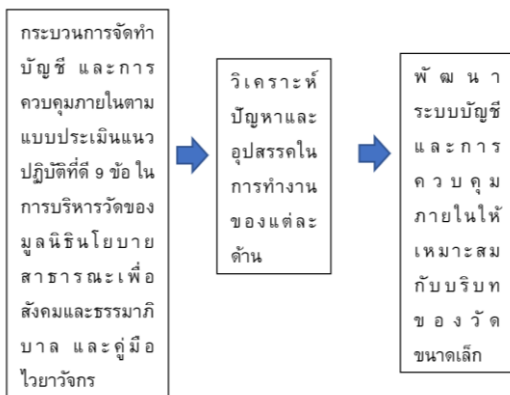 กระบวนการจัดทำ
บัญชี และการ
ควบคุมภายในตาม
แบบประเมินแนว
ปฏิบัติที่ดี 9 ข้อ ใน
การบริหารวัดของ
มูลนิธินโยบาย
สาธารณะเพื่อ
สังคมและธรรมาภิ
บาล และคู่มือ
ไวยาวัจกร
วิเคราะห์
ปัญหาและ
อุปสรรคใน
การทำงาน
ของแต่ละ
ด้าน
พัฒนา
ระบบบัญชี
และการ
ควบคุม
ภายในให้
เหมาะสม
กับบริบท
ของวัด
ขนาดเล็ก